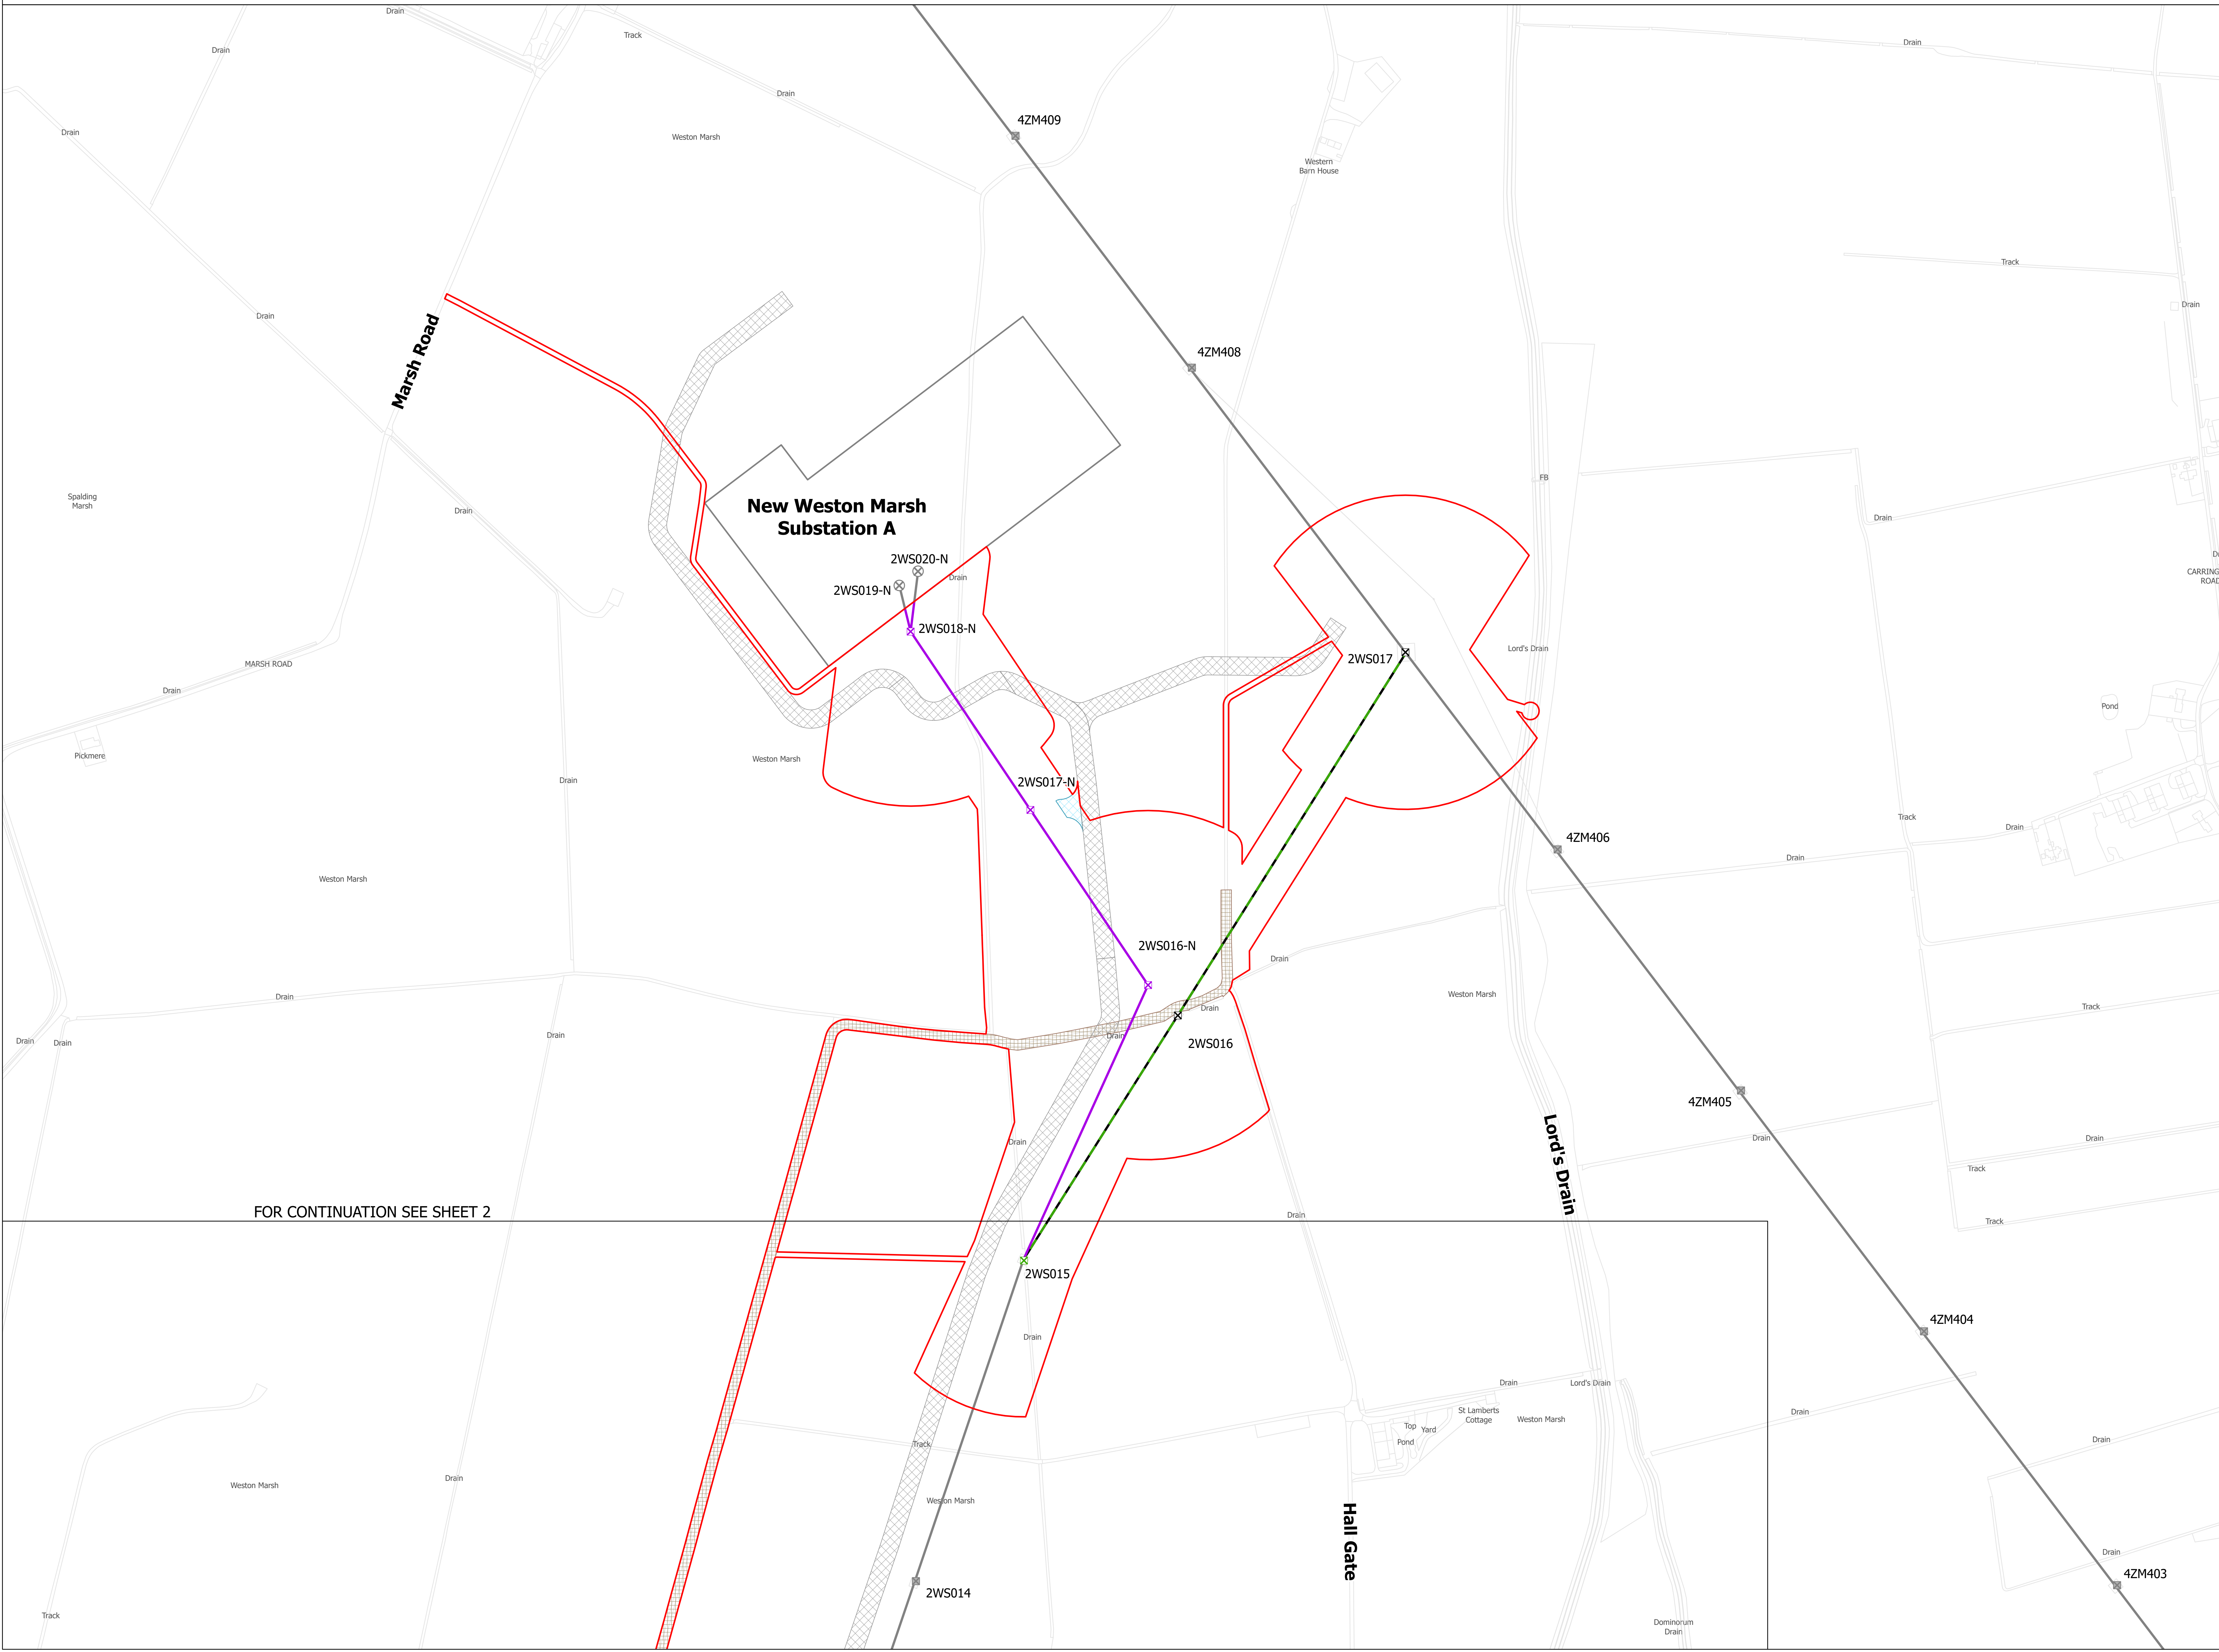 Drain
Track
Drain
Drain
Drain
Weston Marsh
Drain
4ZM409
Western
Barn House
Drain
Track
Drain
Drain
Marsh Road
4ZM408
Spalding
Marsh
Drain
New Weston Marsh
Substation A
2WS020-N
Drain
2WS019-N
2WS018-N
FB
Drain
CARRING
ROAD
MARSH ROAD
Drain
Pickmere
Weston Marsh
Drain
2WS017
Lord's Drain
Pond
2WS017-N
Track
Drain
4ZM406
Drain
Weston Marsh
2WS016-N
Drain
Weston Marsh
Drain
Drain
Drain
Drain
Drain
Drain
2WS016
Track
4ZM405
Lord's Drain
Drain
Drain
Track
Drain
Track
FOR CONTINUATION SEE SHEET 2
Drain
2WS015
Drain
4ZM404
Drain
Lord's Drain
St Lamberts
Cottage
Weston Marsh
Top
Yard
Pond
Drain
Track
Drain
Weston Marsh
Drain
Weston Marsh
Hall Gate
2WS014
Drain
4ZM403
Track
Dominorum
Drain